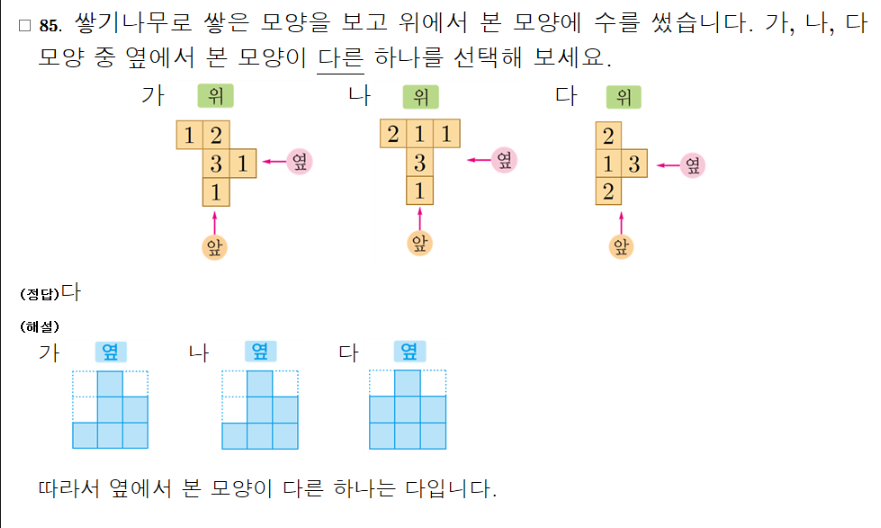 □ 85. 쌓기나무로 쌓은 모양을 보고 위에서 본 모양에 수를 썼습니다. 가, 나, 다
모양 중 옆에서 본 모양이 다른 하나를 선택해 보세요.
가 위 나 위 다 위
1 2 2 1 1 2
3 1 옆 3 옆 1 3 옆
1 1 2
앞 앞 앞
(정답)다
(해설)
가 옆 나 옆 다 옆
따라서 옆에서 본 모양이 다른 하나는 다입니다.